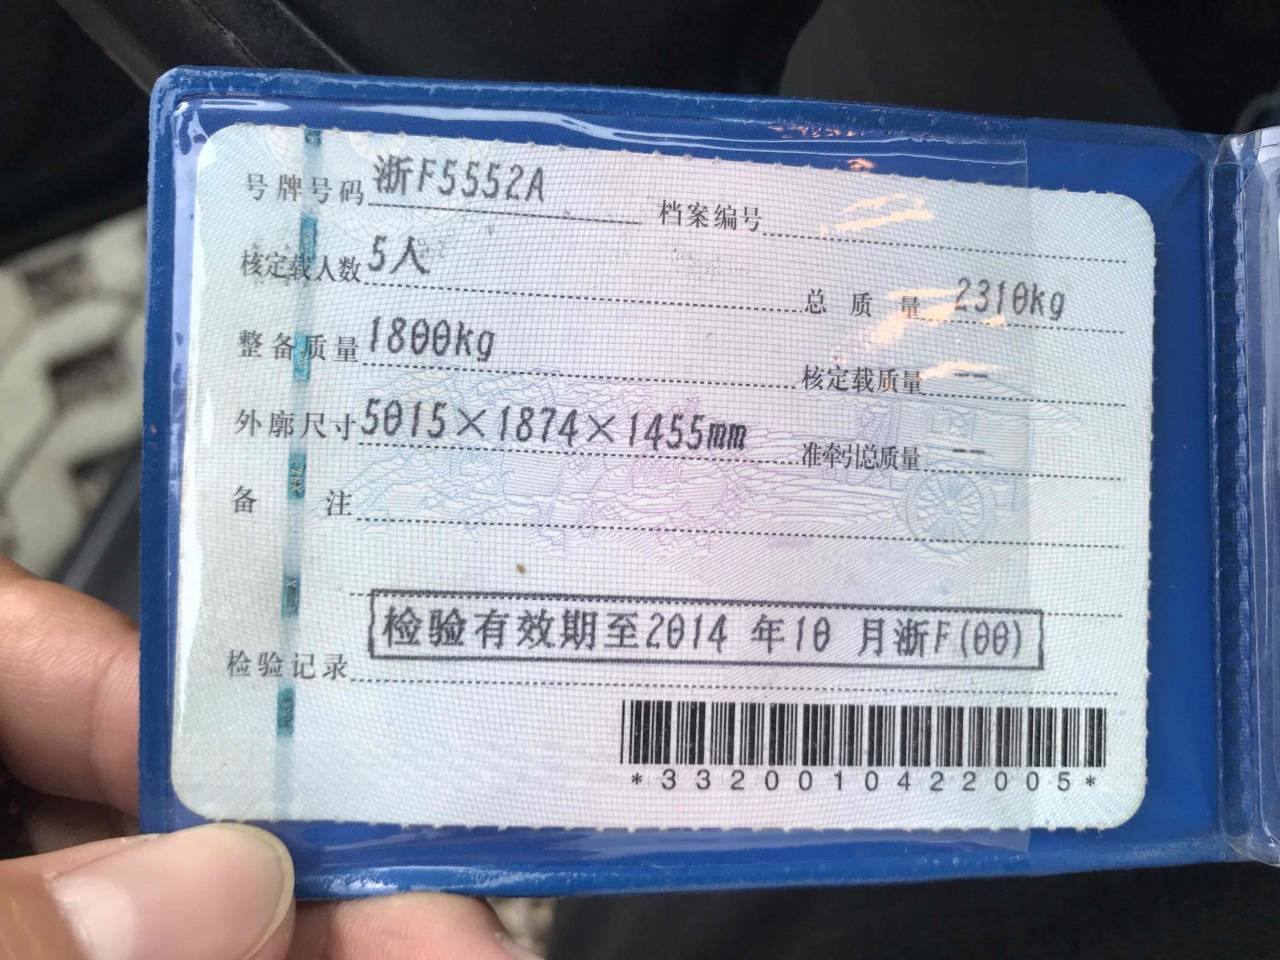 号牌号码 浙F5552A 档案编号
核定载人数 5人 总质量 2310kg
整备质量 1800kg 核定载质量 --
外廓尺寸 5015×1874×1455mm 准牵引总质量 --
备注
检验有效期至2014 年10 月浙F(00)
检验记录
*3320010422005*